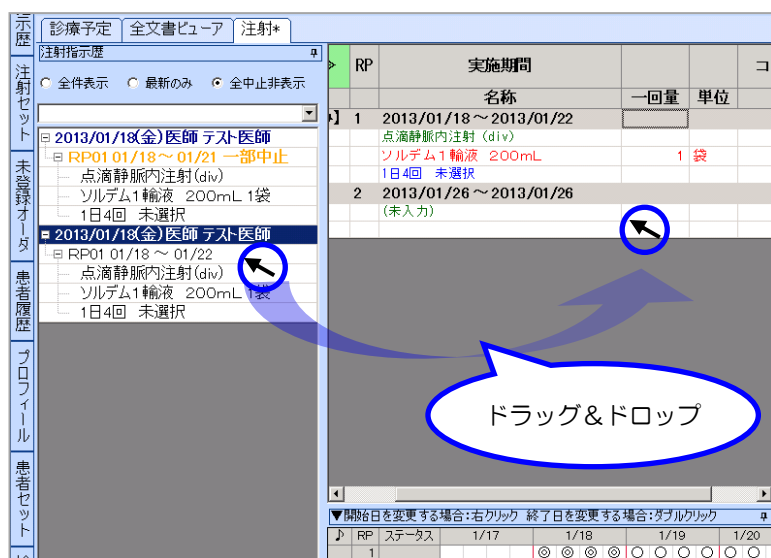 示歴
注射セット
未登録オーダ
患者履歴
プロフィール
患者セット
診療予定 全文書ビューア 注射*
注射指示歴
全件表示 最新のみ 全中止非表示
2013/01/18(金)医師 テスト医師
RP01 01/18～01/21 一部中止
点滴静脈内注射(div)
ソルデム1輸液 200mL 1袋
1日4回 未選択
2013/01/18(金)医師 テスト医師
RP01 01/18 ～ 01/22
点滴静脈内注射(div)
ソルデム1輸液 200mL 1袋
1日4回 未選択
RP 実施期間 コ
名称 一回量 単位
1 2013/01/18～2013/01/22
点滴静脈内注射 (div)
ソルデム1輸液 200mL 1 袋
1日4回 未選択
2 2013/01/26～2013/01/26
(未入力)
ドラッグ＆ドロップ
▼開始日を変更する場合:右クリック 終了日を変更する場合:ダブルクリック
♪ RP ステータス 1/17 1/18 1/19 1/20
1 ◎ ◎ ◎ ◎ ○ ○ ○ ○ ○ ○